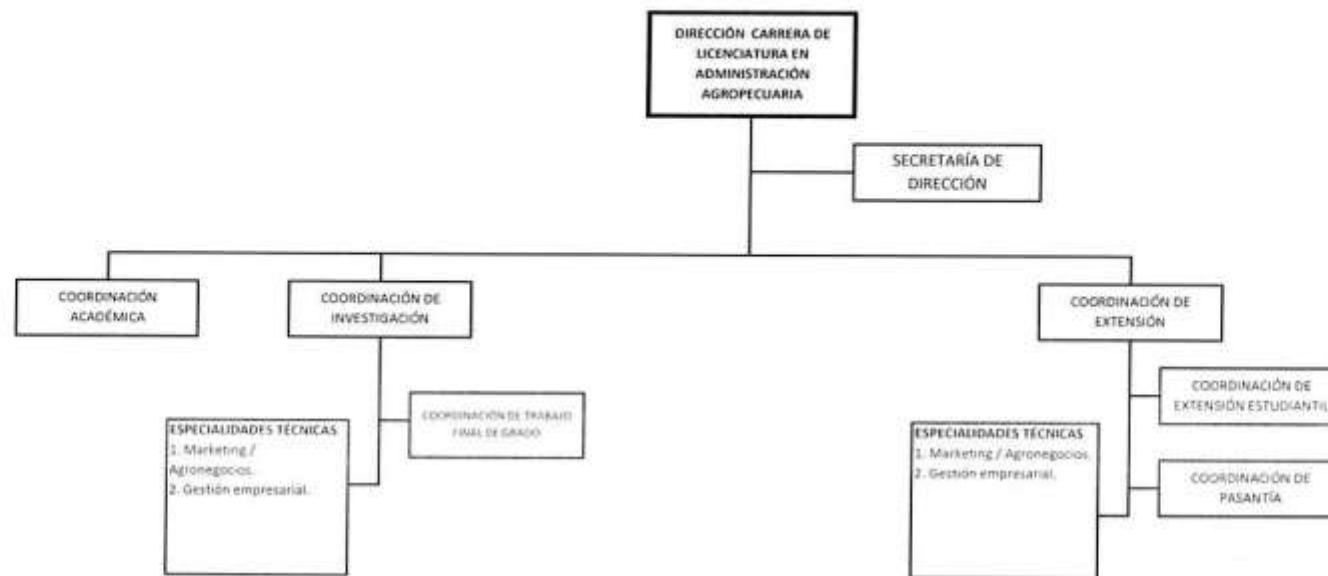 DIRECCIÓN CARRERA DE
LICENCIATURA EN
ADMINISTRACIÓN
AGROPECUARIA
SECRETARÍA DE
DIRECCIÓN
COORDINACIÓN
ACADÉMICA
COORDINACIÓN DE
INVESTIGACIÓN
COORDINACIÓN DE
EXTENSIÓN
COORDINACIÓN DE TRABAJO
FINAL DE GRADO
ESPECIALIDADES TÉCNICAS
1. Marketing /
Agronegocios.
2. Gestión empresarial.
COORDINACIÓN DE
EXTENSIÓN ESTUDIANTIL
ESPECIALIDADES TÉCNICAS
1. Marketing / Agronegocios.
2. Gestión empresarial.
COORDINACIÓN DE
PASANTÍA